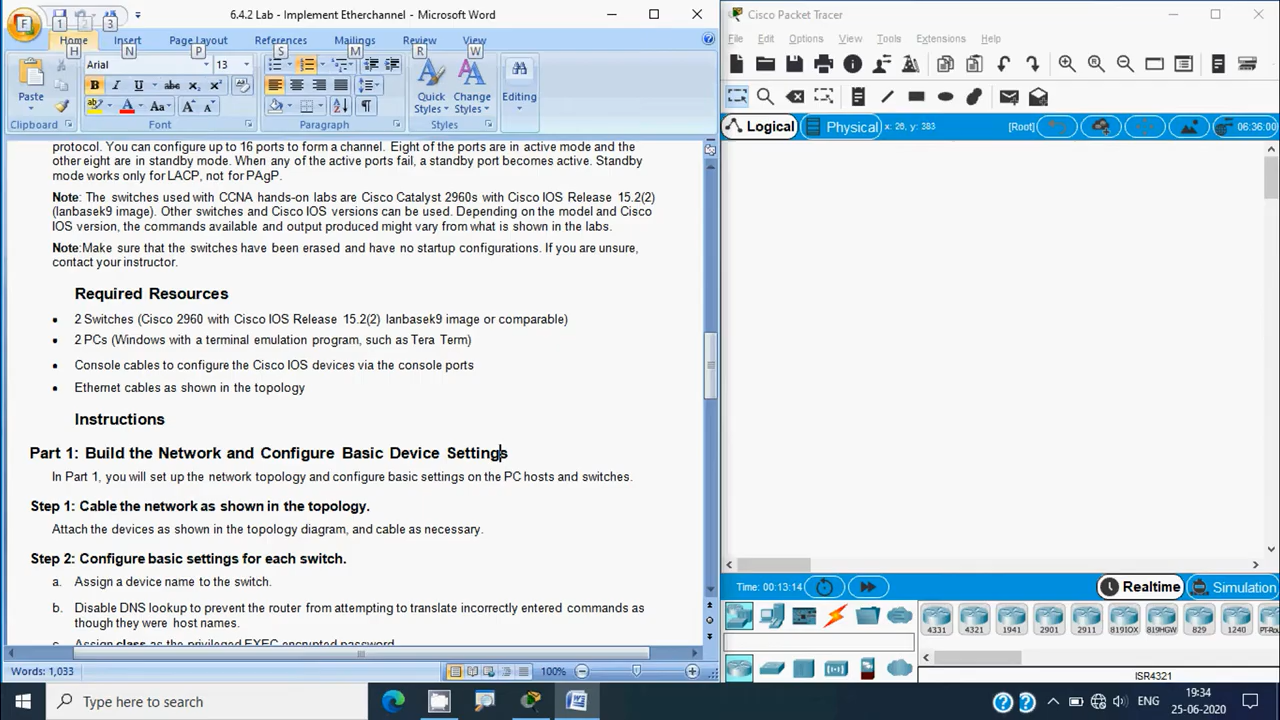 6.4.2 Lab - Implement Etherchannel - Microsoft Word
F
1
2
3
Home
Insert
Page Layout
References
Mailings
Review
View
H
N
P
S
M
R
W
Arial
13
Paste
Quick Styles
Change Styles
Editing
Clipboard
Font
Paragraph
Styles
protocol. You can configure up to 16 ports to form a channel. Eight of the ports are in active mode and the
other eight are in standby mode. When any of the active ports fail, a standby port becomes active. Standby
mode works only for LACP, not for PAgP.
Note: The switches used with CCNA hands-on labs are Cisco Catalyst 2960s with Cisco IOS Release 15.2(2)
(lanbasek9 image). Other switches and Cisco IOS versions can be used. Depending on the model and Cisco
IOS version, the commands available and output produced might vary from what is shown in the labs.
Note:Make sure that the switches have been erased and have no startup configurations. If you are unsure,
contact your instructor.
Required Resources
• 2 Switches (Cisco 2960 with Cisco IOS Release 15.2(2) lanbasek9 image or comparable)
• 2 PCs (Windows with a terminal emulation program, such as Tera Term)
• Console cables to configure the Cisco IOS devices via the console ports
• Ethernet cables as shown in the topology
Instructions
Part 1: Build the Network and Configure Basic Device Settings
In Part 1, you will set up the network topology and configure basic settings on the PC hosts and switches.
Step 1: Cable the network as shown in the topology.
Attach the devices as shown in the topology diagram, and cable as necessary.
Step 2: Configure basic settings for each switch.
a. Assign a device name to the switch.
b. Disable DNS lookup to prevent the router from attempting to translate incorrectly entered commands as
though they were host names.
c. Assign class as the privileged EXEC encrypted password.
Words: 1,033
100%
Cisco Packet Tracer
File Edit Options View Tools Extensions Help
Logical
Physical
x: 26, y: 283
[Root]
06:36:00
Time: 00:13:14
Realtime
Simulation
4331 4321 1941 2901 2911 819IOX 819HGW 829 1240 PT-Rou
ISR4321
Type here to search
ENG
19:34
25-06-2020